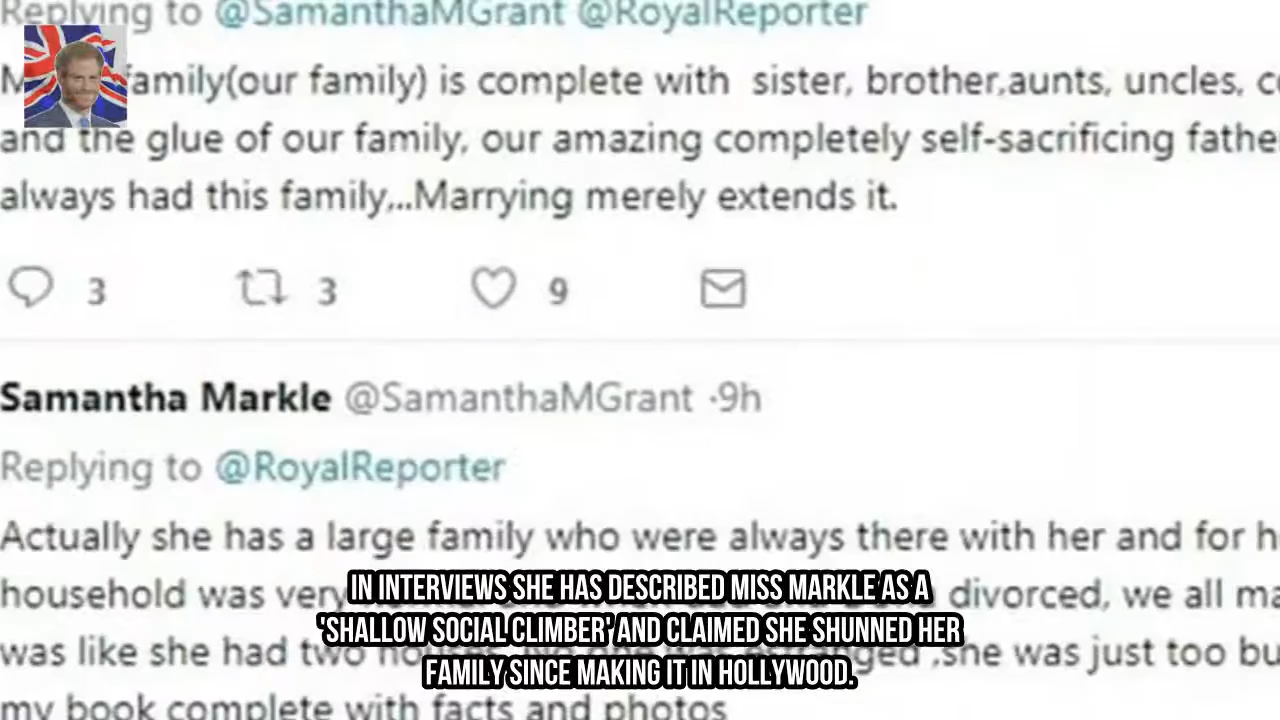 Replying to @SamanthaMGrant @RoyalReporter
family(our family) is complete with sister, brother,aunts, uncles,
and the glue of our family, our amazing completely self-sacrificing
always had this family,..Marrying merely extends it.
3 3 9
Samantha Markle @SamanthaMGrant ·9h
Replying to @RoyalReporter
Actually she has a large family who were always there with her and for
household was very divorced, we all
was like she had two estranged ,she was just too
my book complete with facts and photos
IN INTERVIEWS SHE HAS DESCRIBED MISS MARKLE AS A
'SHALLOW SOCIAL CLIMBER' AND CLAIMED SHE SHUNNED HER
FAMILY SINCE MAKING IT IN HOLLYWOOD.